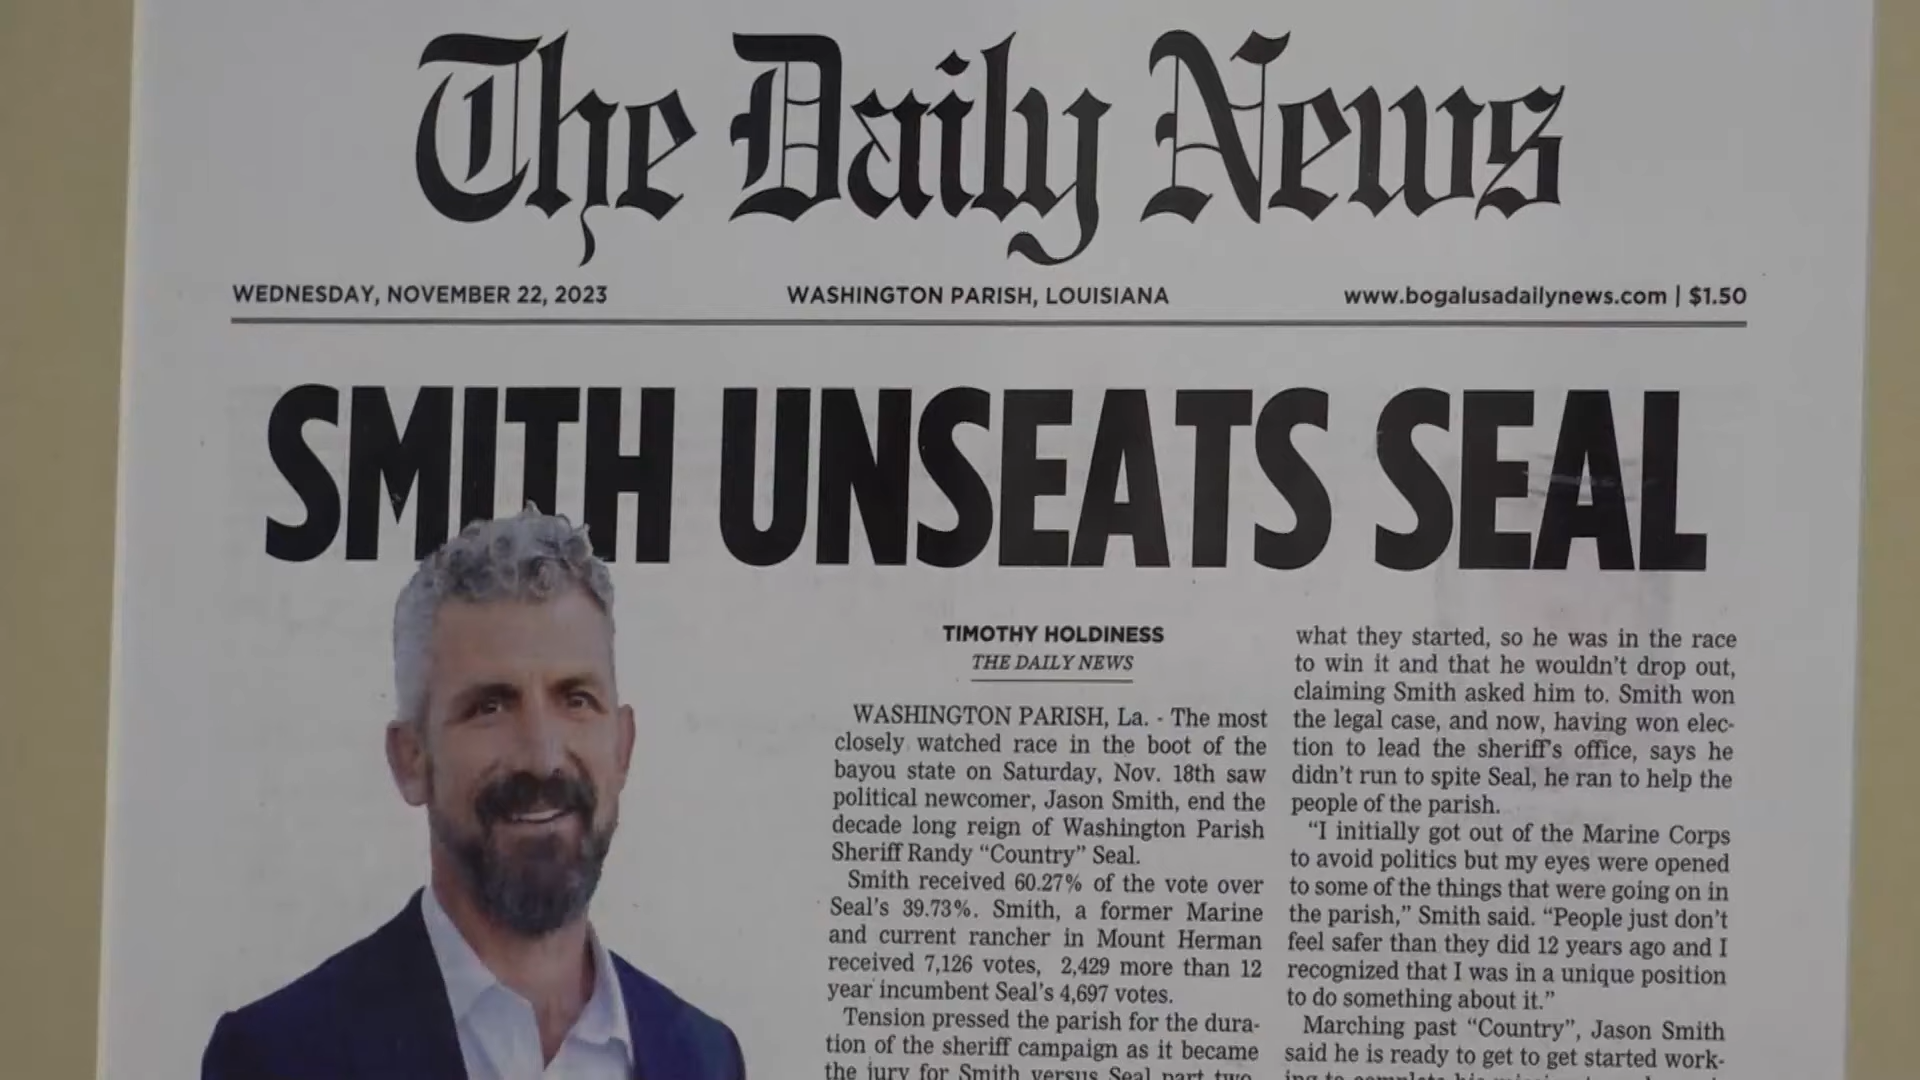 The Daily News
WEDNESDAY, NOVEMBER 22, 2023
WASHINGTON PARISH, LOUISIANA
www.bogalusadailynews.com | $1.50
SMITH UNSEATS SEAL
TIMOTHY HOLDINESS
THE DAILY NEWS
WASHINGTON PARISH, La. - The most
closely watched race in the boot of the
bayou state on Saturday, Nov. 18th saw
political newcomer, Jason Smith, end the
decade long reign of Washington Parish
Sheriff Randy “Country” Seal.
Smith received 60.27% of the vote over
Seal’s 39.73%. Smith, a former Marine
and current rancher in Mount Herman
received 7,126 votes, 2,429 more than 12
year incumbent Seal’s 4,697 votes.
Tension pressed the parish for the dura-
tion of the sheriff campaign as it became
the jury for Smith versus Seal part two.
what they started, so he was in the race
to win it and that he wouldn’t drop out,
claiming Smith asked him to. Smith won
the legal case, and now, having won elec-
tion to lead the sheriff’s office, says he
didn’t run to spite Seal, he ran to help the
people of the parish.
“I initially got out of the Marine Corps
to avoid politics but my eyes were opened
to some of the things that were going on in
the parish,” Smith said. “People just don’t
feel safer than they did 12 years ago and I
recognized that I was in a unique position
to do something about it.”
Marching past “Country”, Jason Smith
said he is ready to get to get started work-